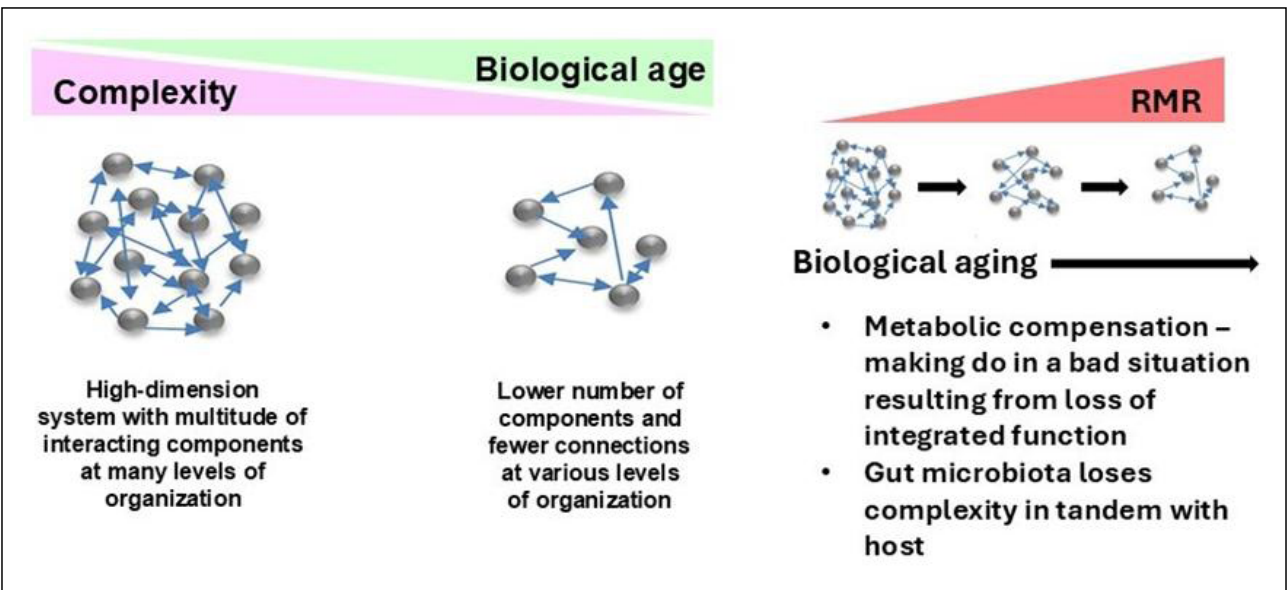 Complexity
Biological age
High-dimension
system with multitude of
interacting components
at many levels of
organization
Lower number of
components and
fewer connections
at various levels
of organization
RMR
Biological aging
• Metabolic compensation –
making do in a bad situation
resulting from loss of
integrated function
• Gut microbiota loses
complexity in tandem with
host